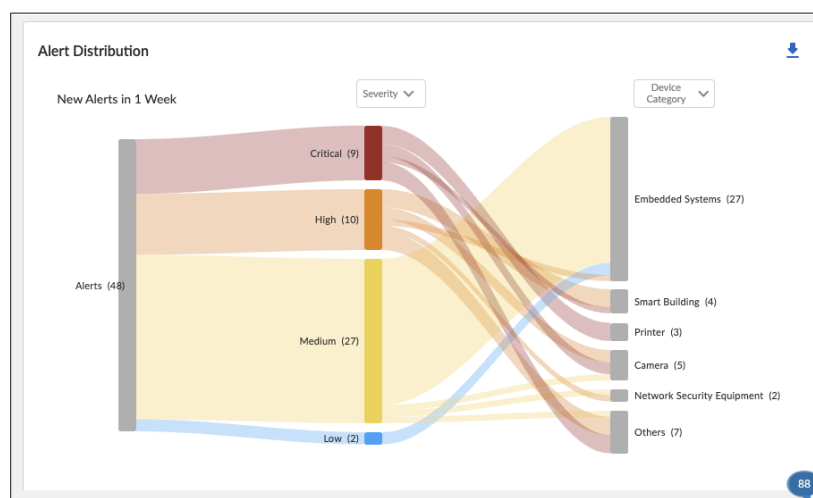 Alert Distribution
New Alerts in 1 Week
Severity
Device
Category
Critical (9)
High (10)
Alerts (48)
Medium (27)
Low (2)
Embedded Systems (27)
Smart Building (4)
Printer (3)
Camera (5)
Network Security Equipment (2)
Others (7)
88